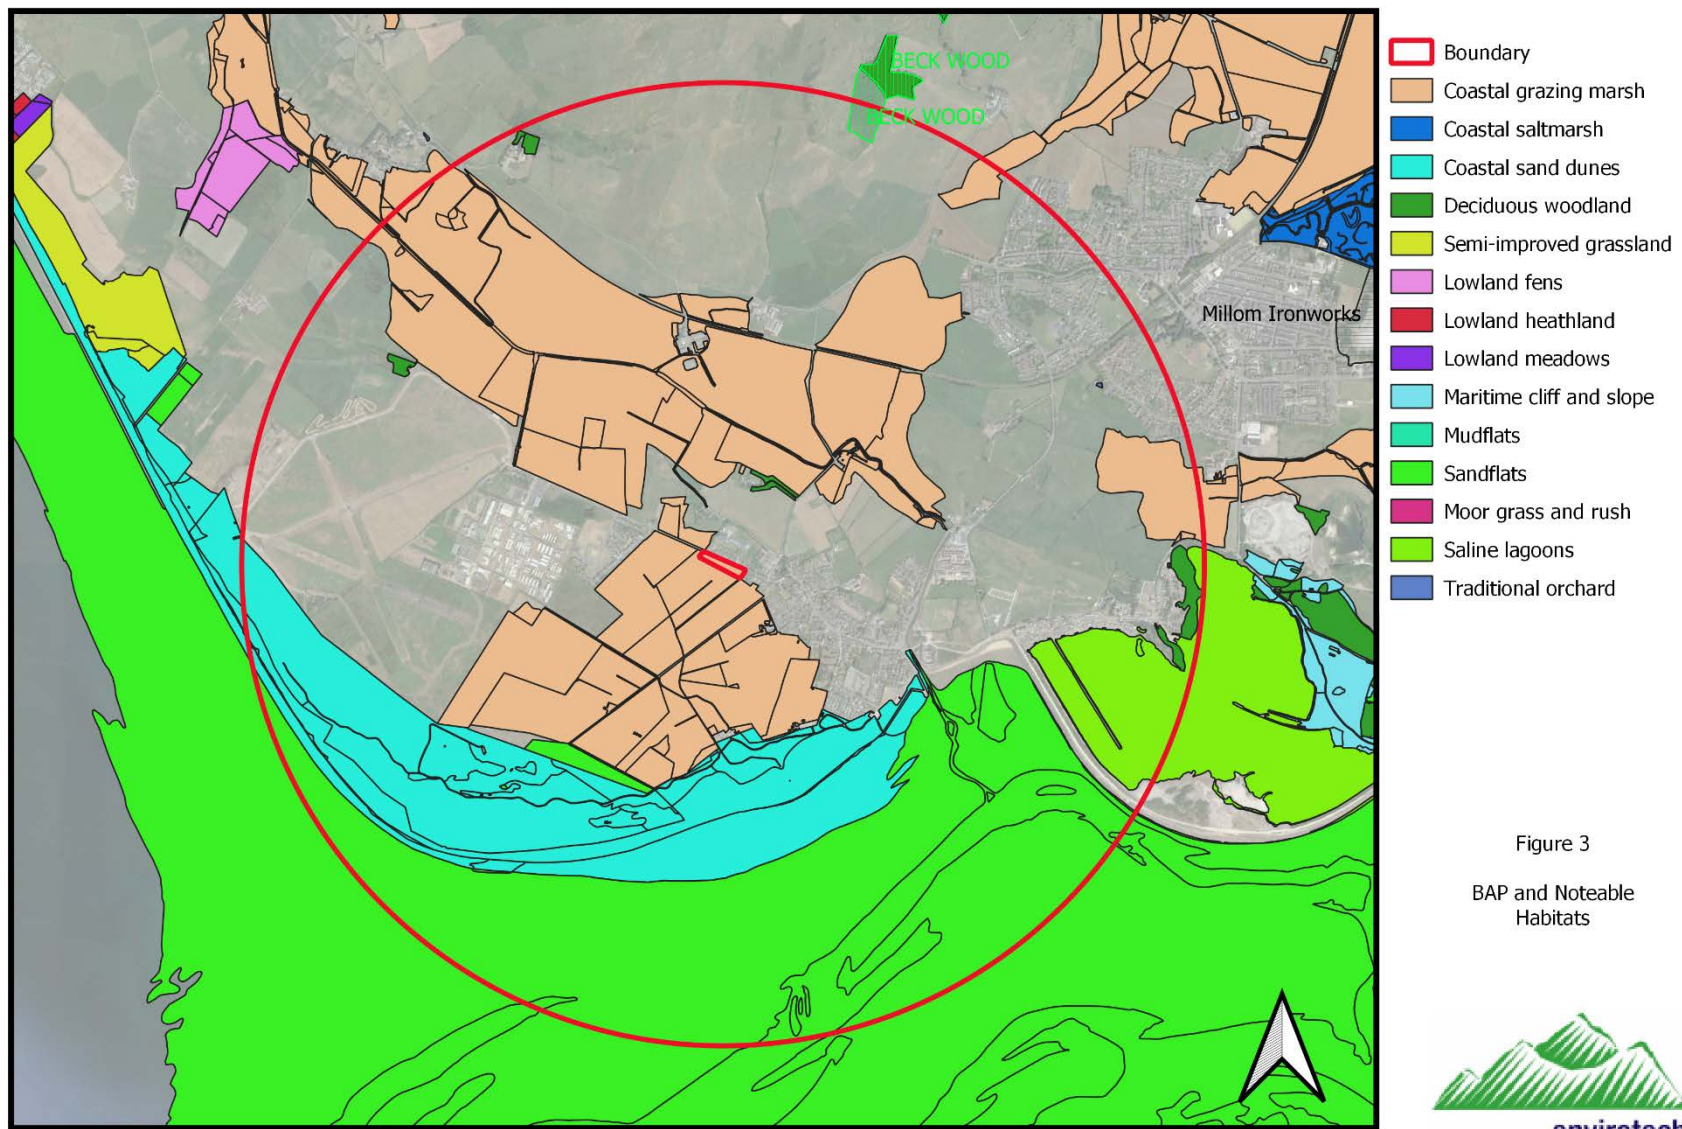 BECK WOOD
BECK WOOD
Millom Ironworks
Boundary
Coastal grazing marsh
Coastal saltmarsh
Coastal sand dunes
Deciduous woodland
Semi-improved grassland
Lowland fens
Lowland heathland
Lowland meadows
Maritime cliff and slope
Mudflats
Sandflats
Moor grass and rush
Saline lagoons
Traditional orchard
Figure 3
BAP and Noteable
Habitats
envirotech